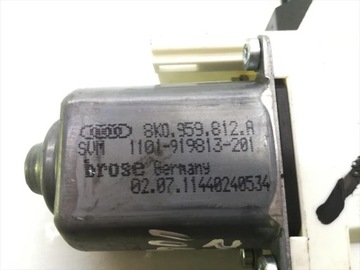 8K0.959.812.A
SVM 1101-919813-201
brose Germany
02.07.11440240534